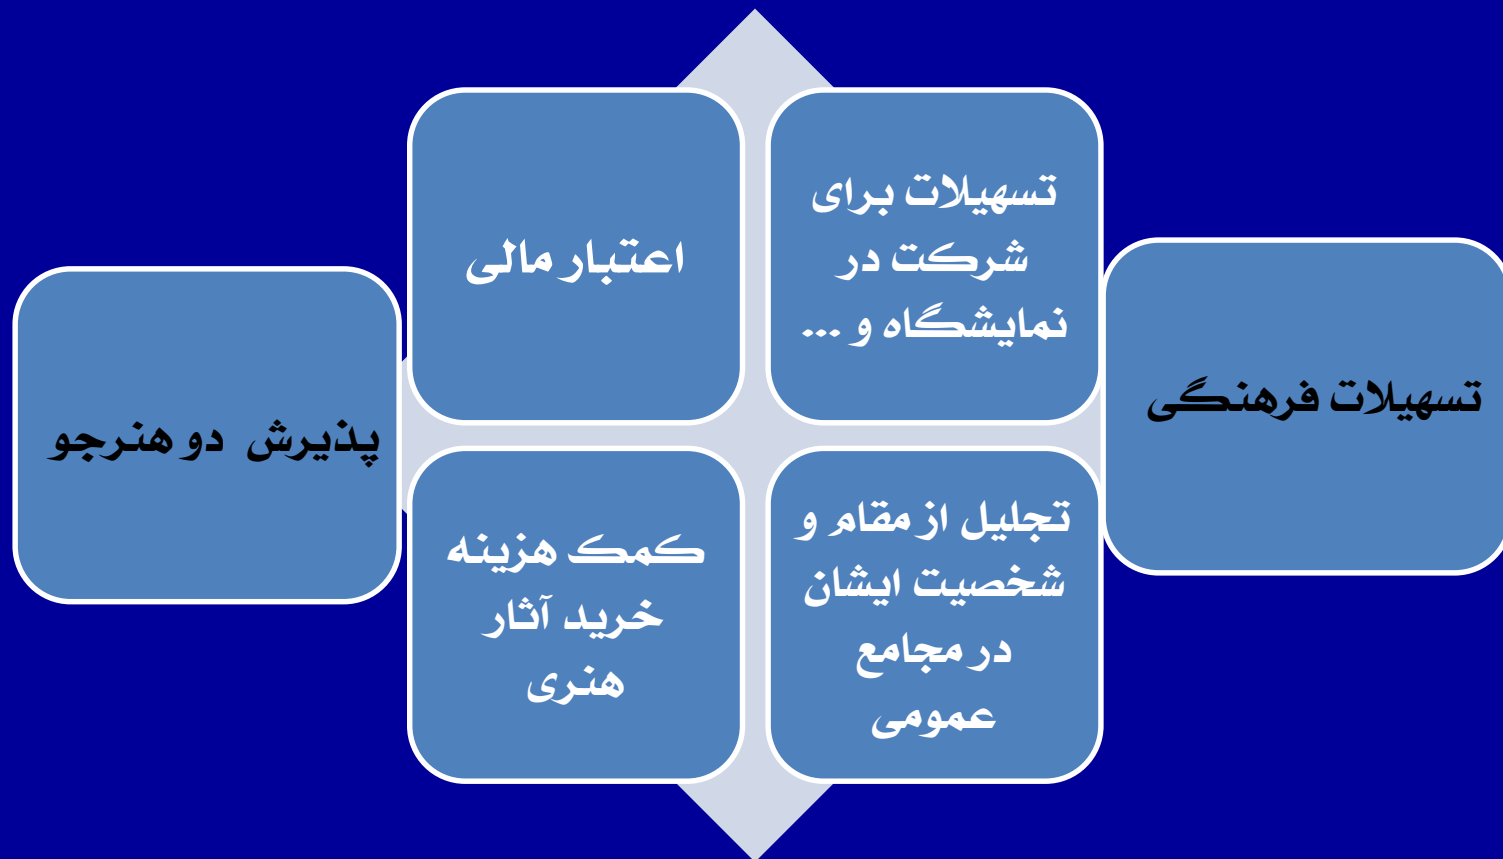 تسهیلات برای
شرکت در
نمایشگاه و ...
اعتبار مالی
تسهیلات فرهنگی
پذیرش دو هنرجو
تجلیل از مقام و
شخصیت ایشان
در مجامع
عمومی
کمک هزینه
خرید آثار
هنری